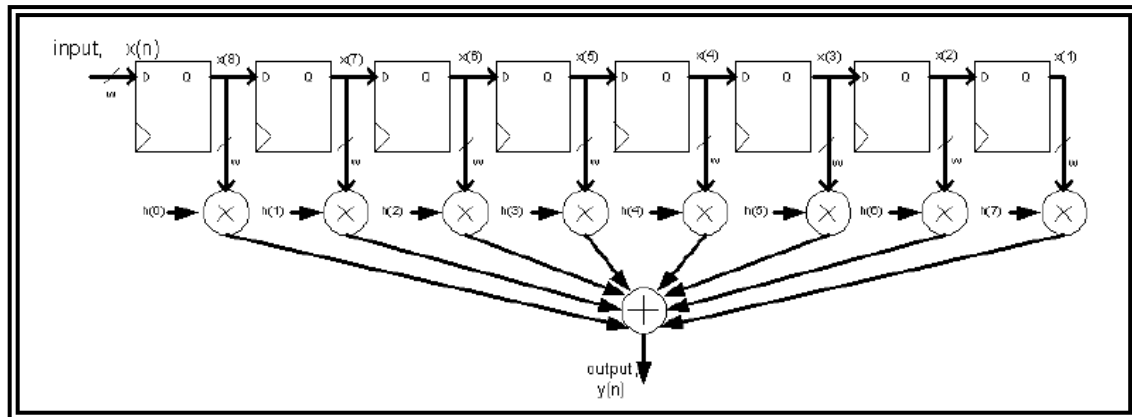 input, x(n)
x(8) x(7) x(6) x(5) x(4) x(3) x(2) x(1)
D Q D Q D Q D Q D Q D Q D Q D Q
w w w w w w w w w
h(0) h(1) h(2) h(3) h(4) h(5) h(6) h(7)
output,
y(n)